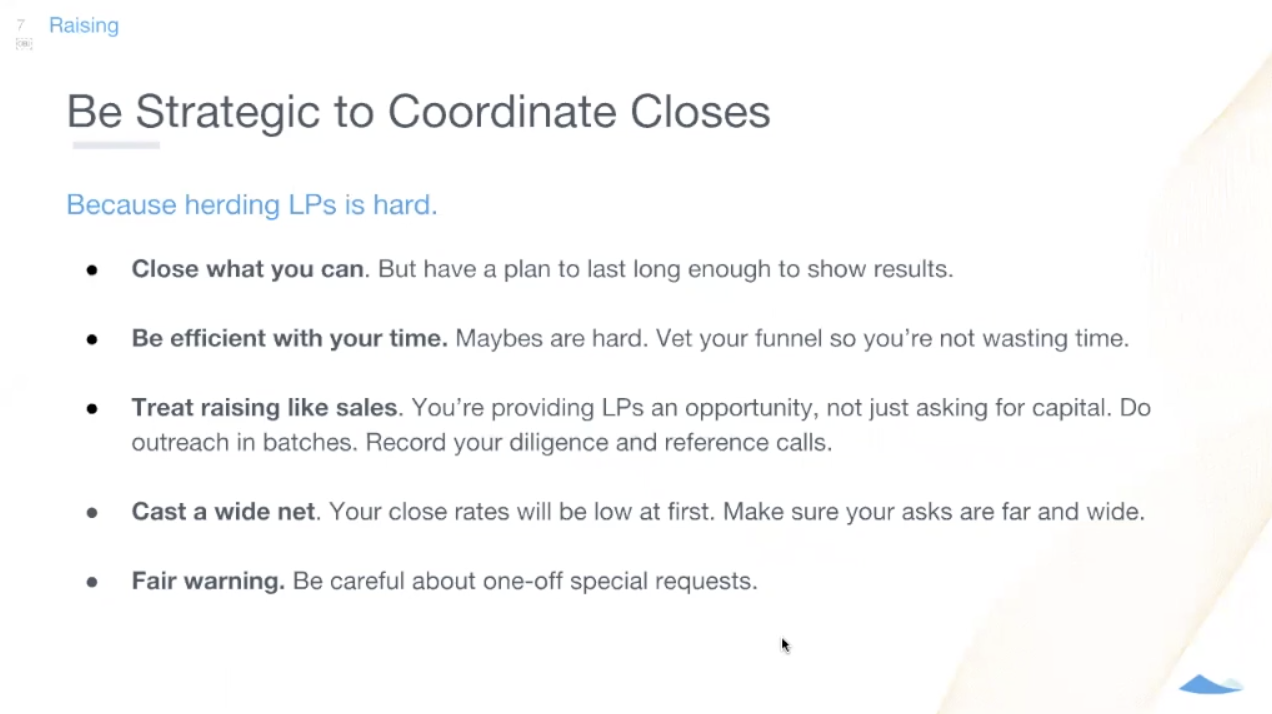 7 Raising
Be Strategic to Coordinate Closes
Because herding LPs is hard.
● Close what you can. But have a plan to last long enough to show results.
● Be efficient with your time. Maybes are hard. Vet your funnel so you’re not wasting time.
● Treat raising like sales. You’re providing LPs an opportunity, not just asking for capital. Do
outreach in batches. Record your diligence and reference calls.
● Cast a wide net. Your close rates will be low at first. Make sure your asks are far and wide.
● Fair warning. Be careful about one-off special requests.